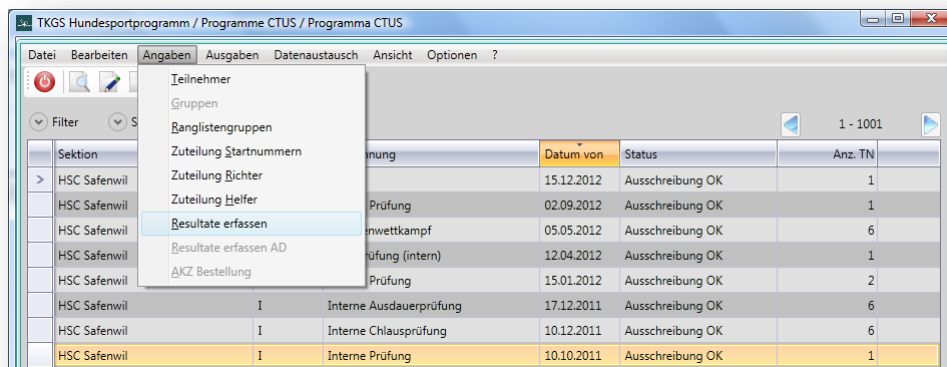 TKGS Hundesportprogramm / Programme CTUS / Programma CTUS
Datei Bearbeiten Angaben Ausgaben Datenaustausch Ansicht Optionen ?
Teilnehmer
Gruppen
Ranglistengruppen
Zuteilung Startnummern
Zuteilung Richter
Zuteilung Helfer
Resultate erfassen
Resultate erfassen AD
AKZ Bestellung
Filter S 1 - 1001
Sektion nung Datum von Status Anz. TN
> HSC Safenwil 15.12.2012 Ausschreibung OK 1
HSC Safenwil Prüfung 02.09.2012 Ausschreibung OK 1
HSC Safenwil enwettkampf 05.05.2012 Ausschreibung OK 6
HSC Safenwil rüfung (intern) 12.04.2012 Ausschreibung OK 1
HSC Safenwil Prüfung 15.01.2012 Ausschreibung OK 2
HSC Safenwil I Interne Ausdauerprüfung 17.12.2011 Ausschreibung OK 6
HSC Safenwil I Interne Chlausprüfung 10.12.2011 Ausschreibung OK 6
HSC Safenwil I Interne Prüfung 10.10.2011 Ausschreibung OK 1